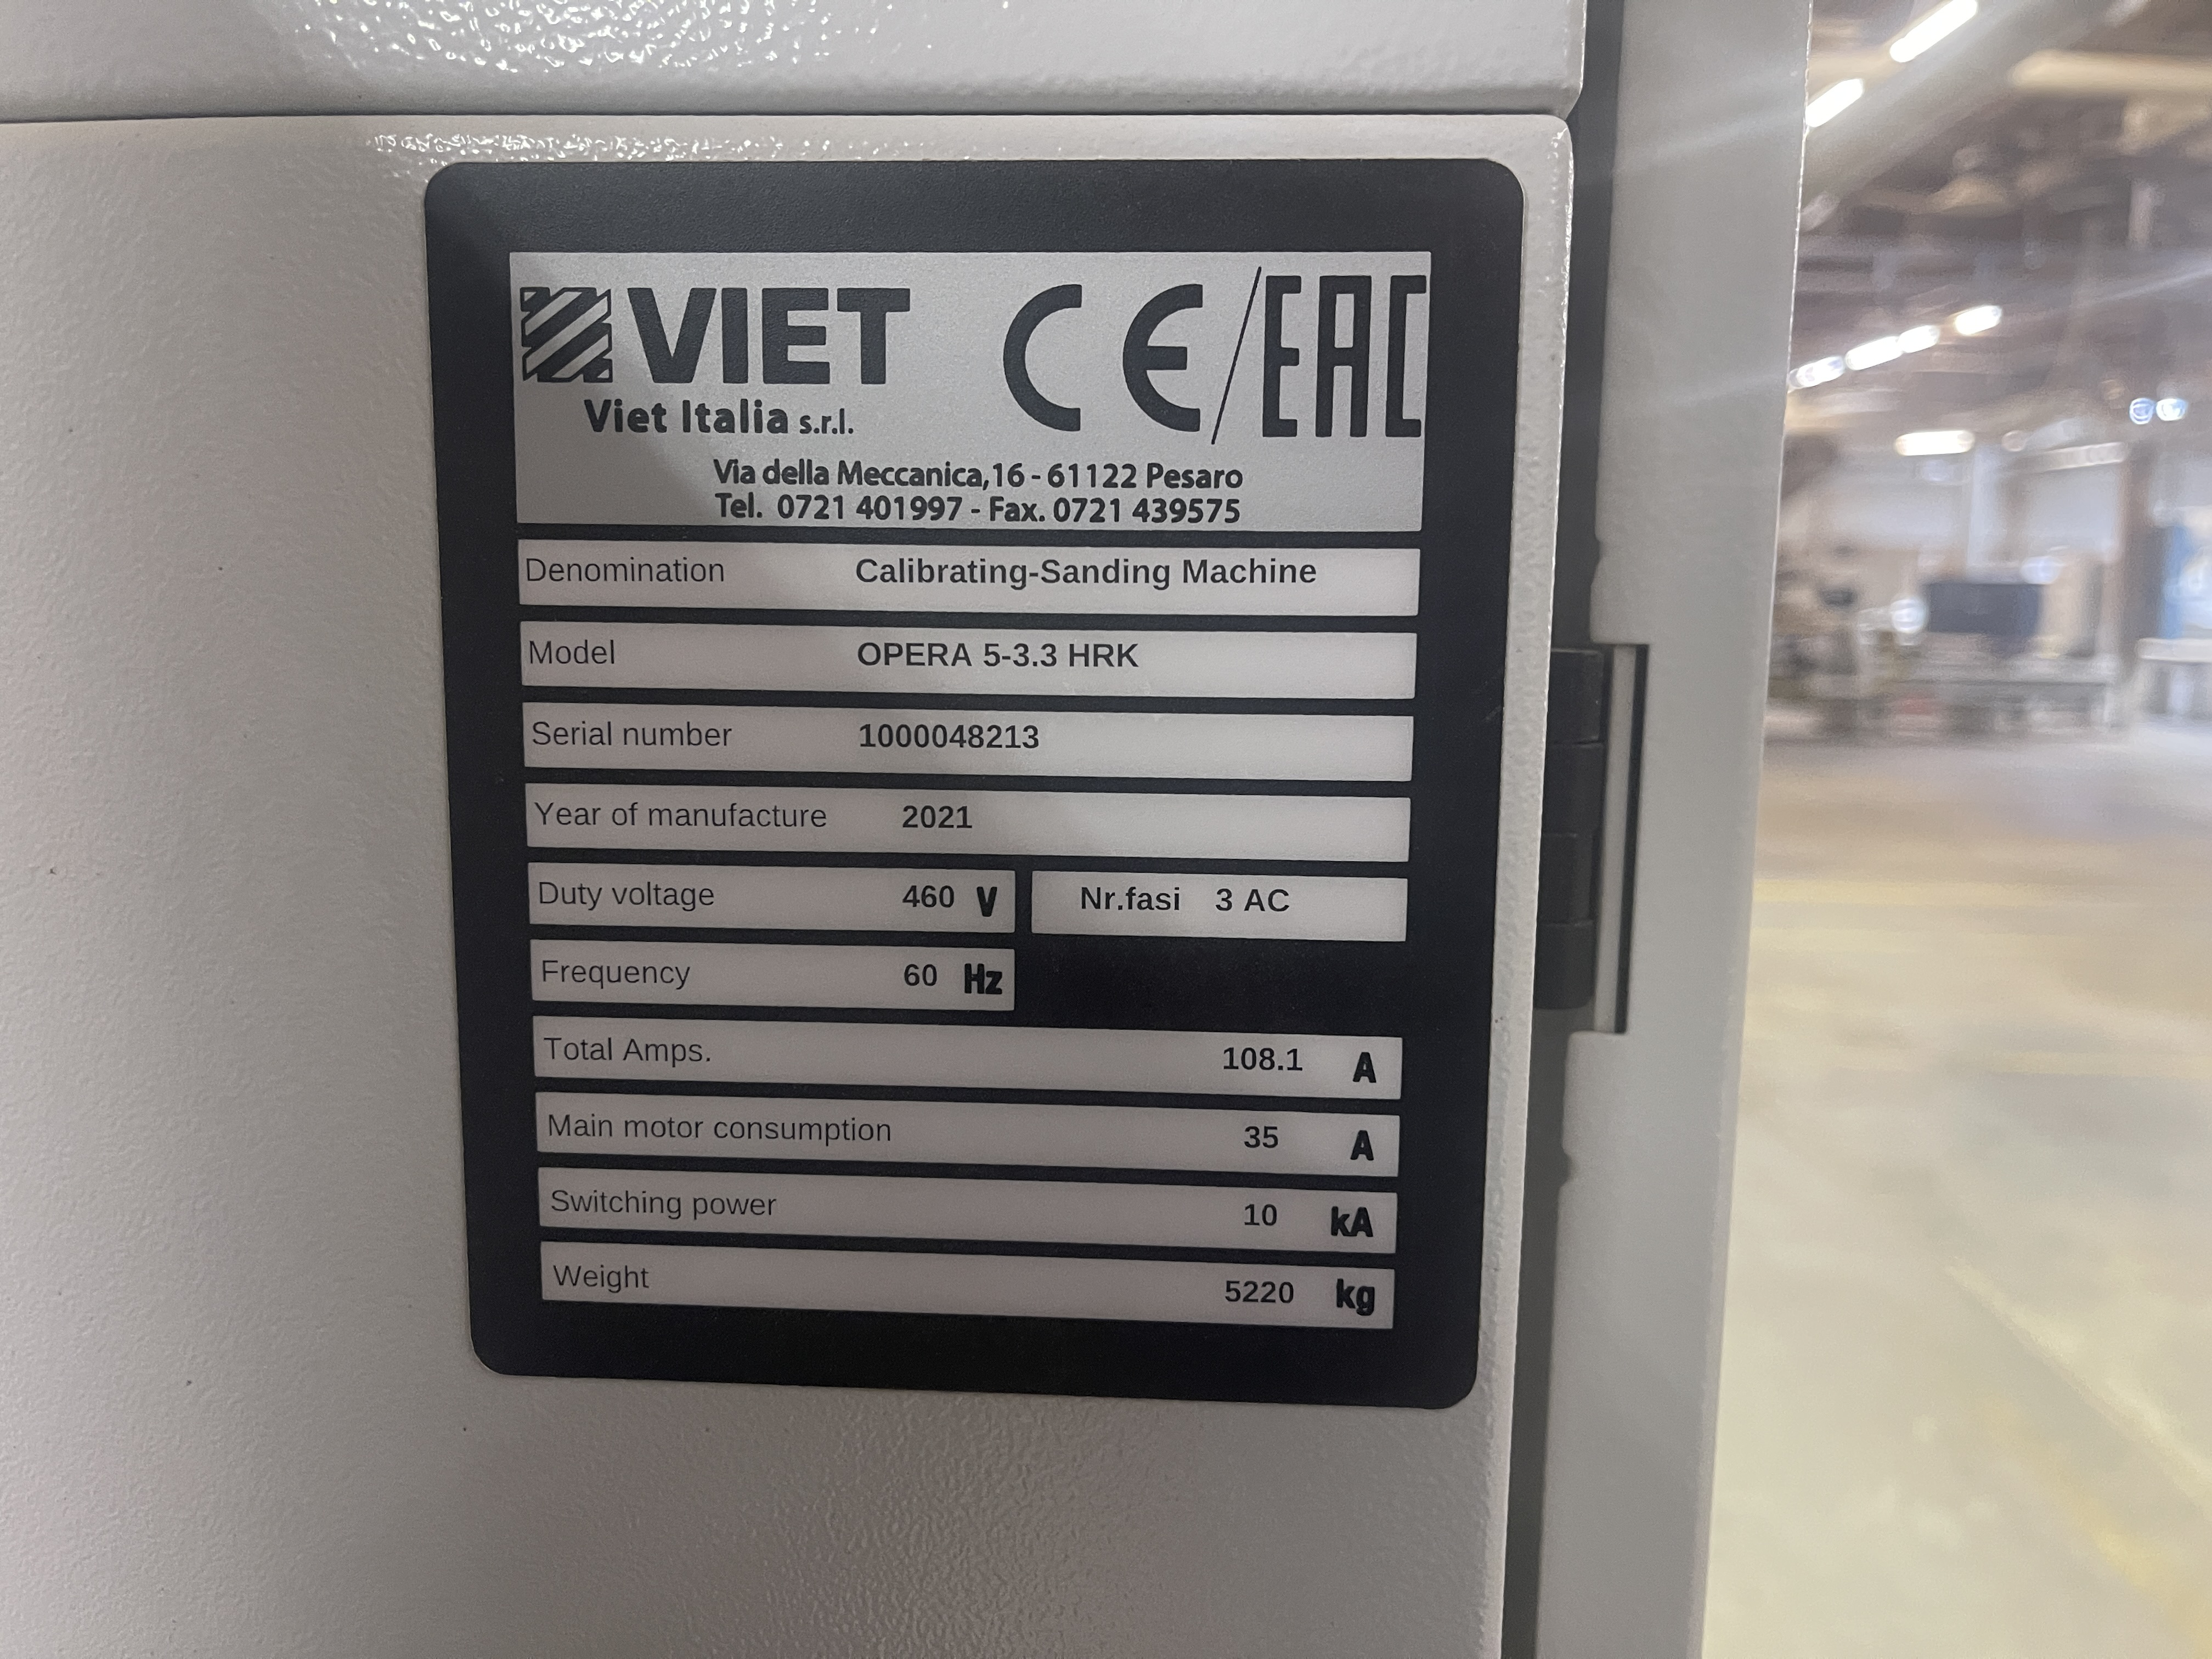 VIET CE/EAC
Viet Italia s.r.l.
Via della Meccanica,16 - 61122 Pesaro
Tel. 0721 401997 - Fax. 0721 439575
Denomination Calibrating-Sanding Machine
Model OPERA 5-3.3 HRK
Serial number 1000048213
Year of manufacture 2021
Duty voltage 460 V Nr.fasi 3 AC
Frequency 60 Hz
Total Amps. 108.1 A
Main motor consumption 35 A
Switching power 10 kA
Weight 5220 kg